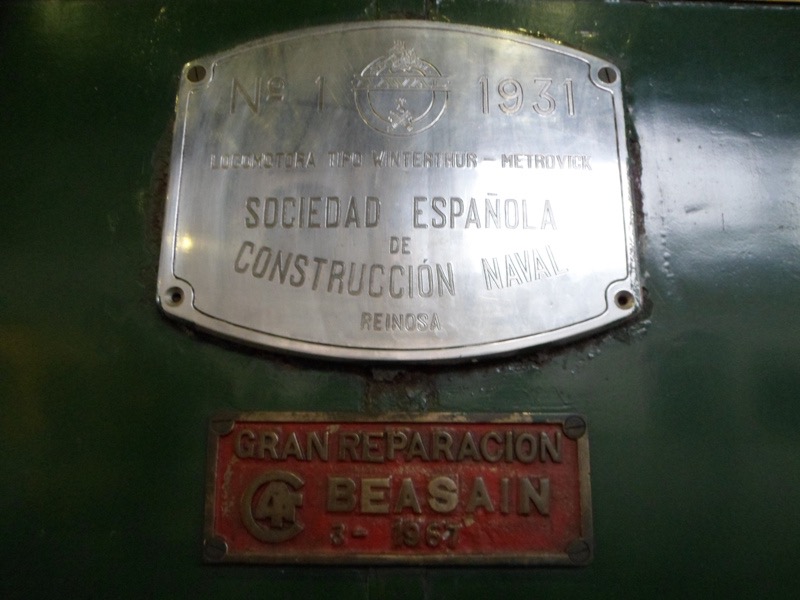 Nº 1 1931
LOCOMOTORA TIPO WINTERTHUR - METROVICK
SOCIEDAD ESPAÑOLA
DE
CONSTRUCCIÓN NAVAL
REINOSA
GRAN REPARACION
BEASAIN
3- 1967